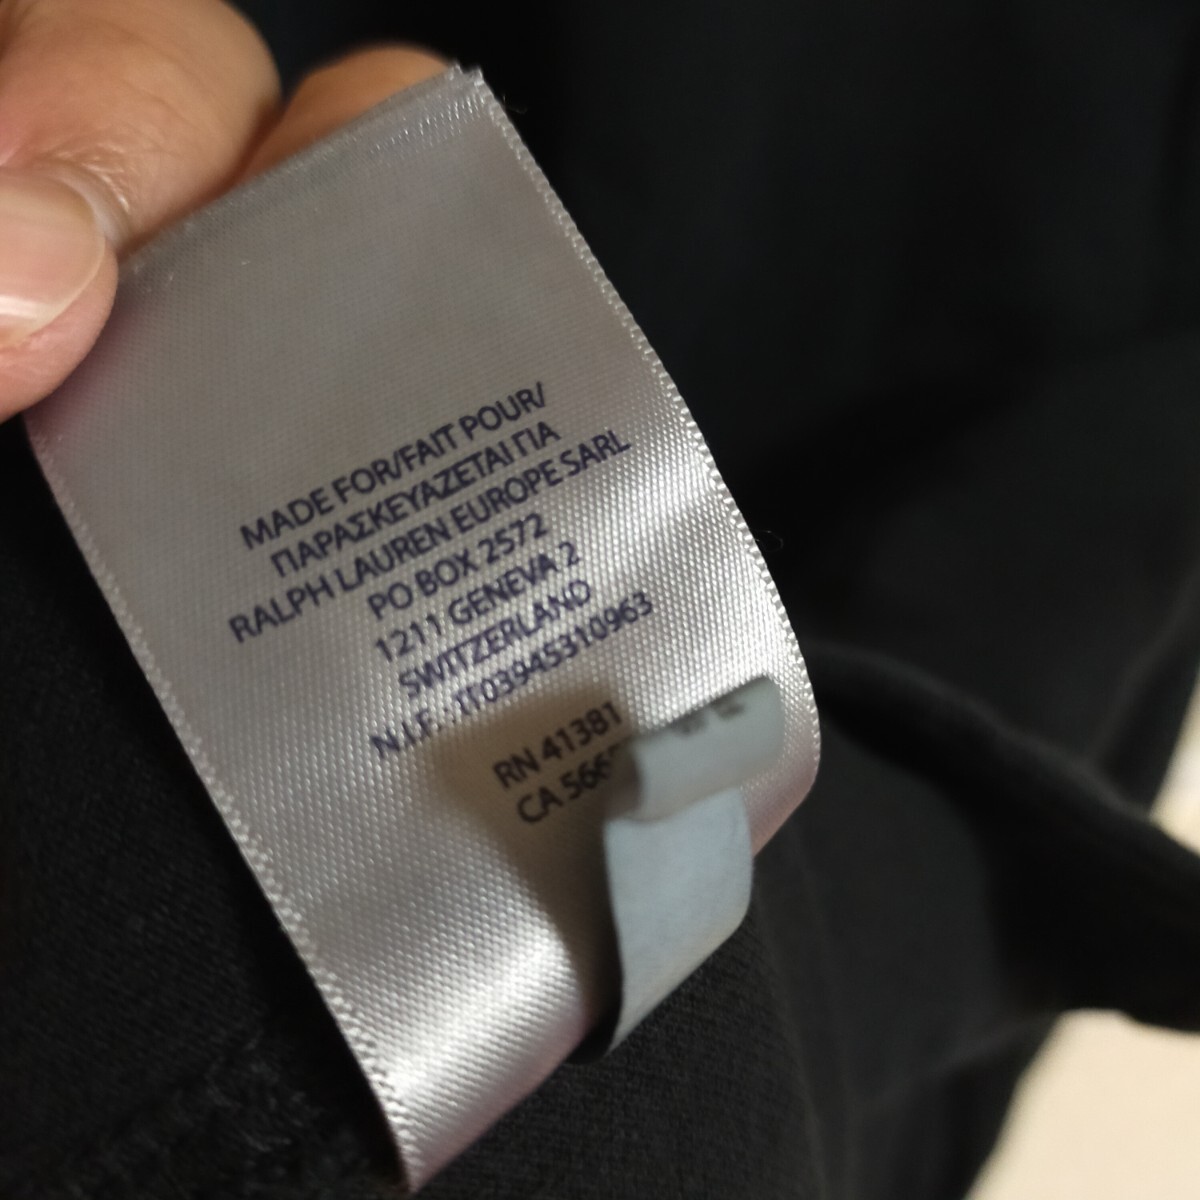 MADE FOR/FAIT POUR/
ΠΑΡΑΣΚΕΥΑΖΕΤΑΙ ΓΙΑ
RALPH LAUREN EUROPE SARL
PO BOX 2572
1211 GENEVA 2
SWITZERLAND
N.I.F. : IT03945310963
RN 41381
CA